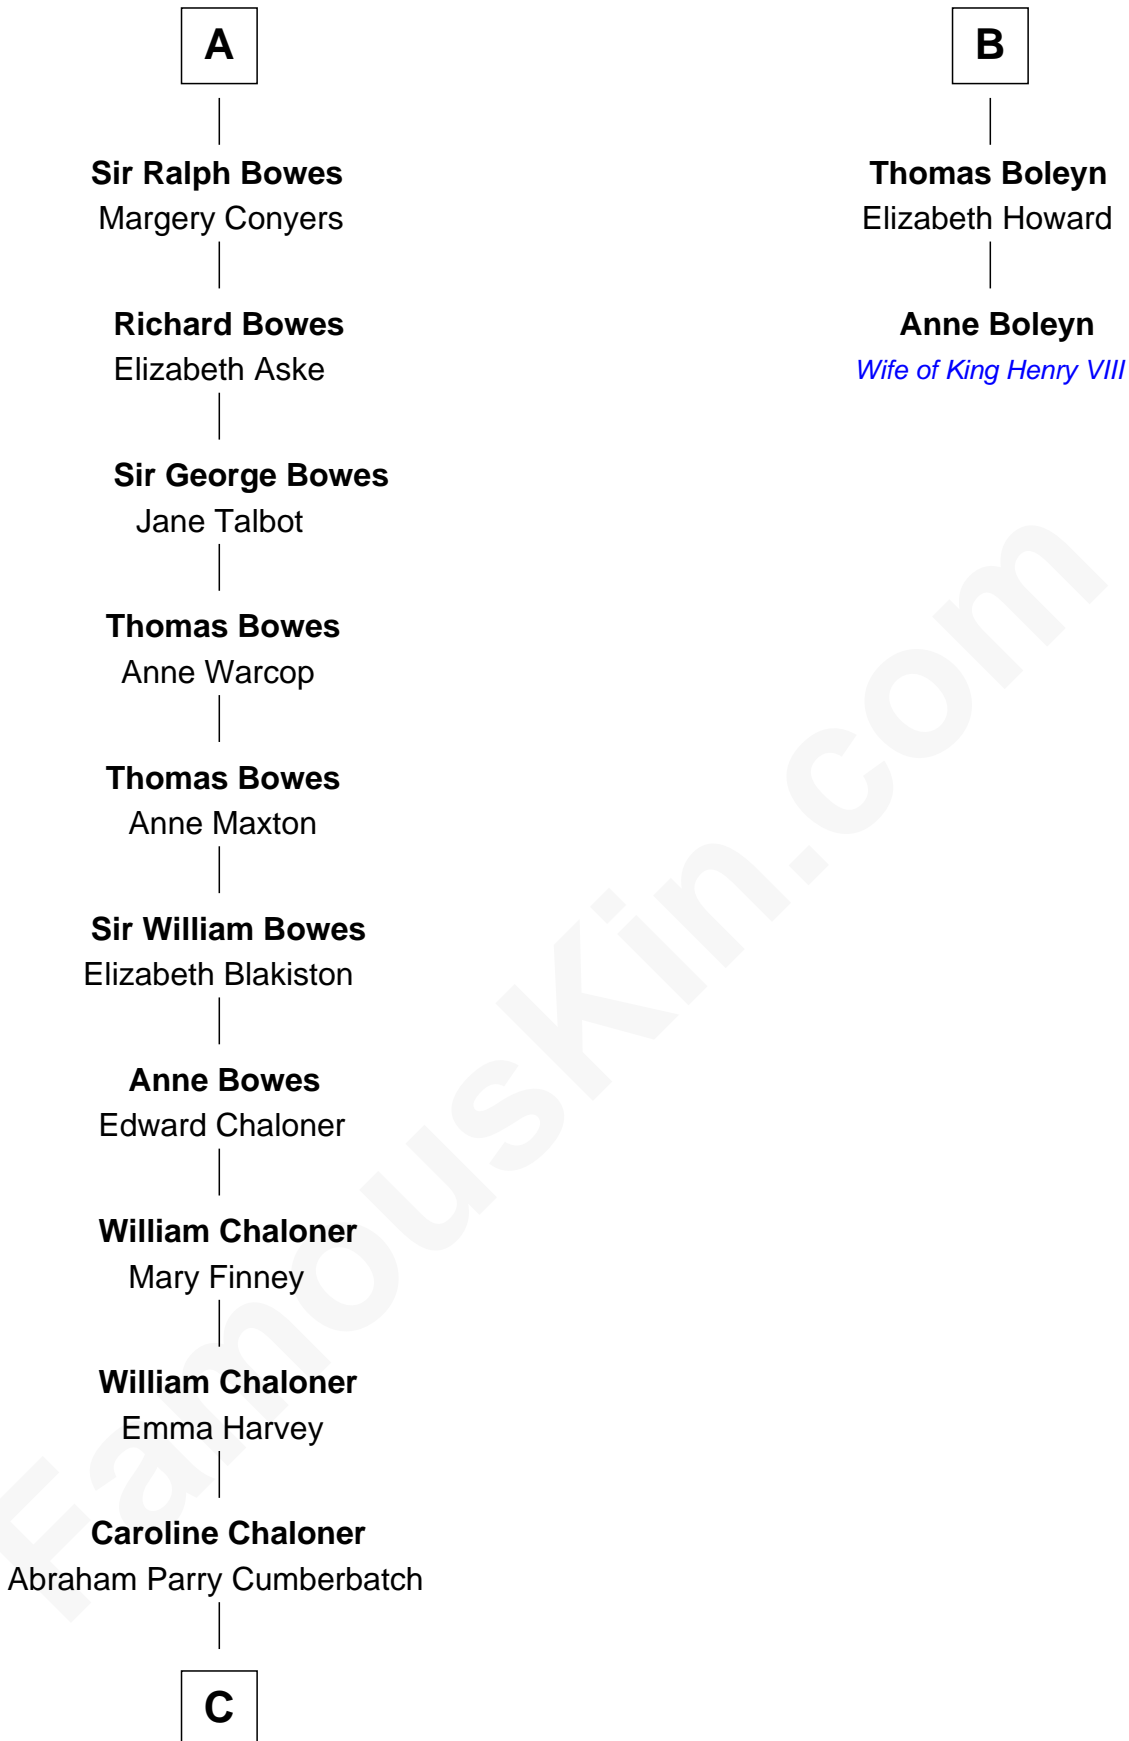 A
Sir Ralph Bowes
Margery Conyers
Richard Bowes
Elizabeth Aske
Sir George Bowes
Jane Talbot
Thomas Bowes
Anne Warcop
Thomas Bowes
Anne Maxton
Sir William Bowes
Elizabeth Blakiston
Anne Bowes
Edward Chaloner
William Chaloner
Mary Finney
William Chaloner
Emma Harvey
Caroline Chaloner
Abraham Parry Cumberbatch
C
B
Thomas Boleyn
Elizabeth Howard
Anne Boleyn
Wife of King Henry VIII
FamousKin.com